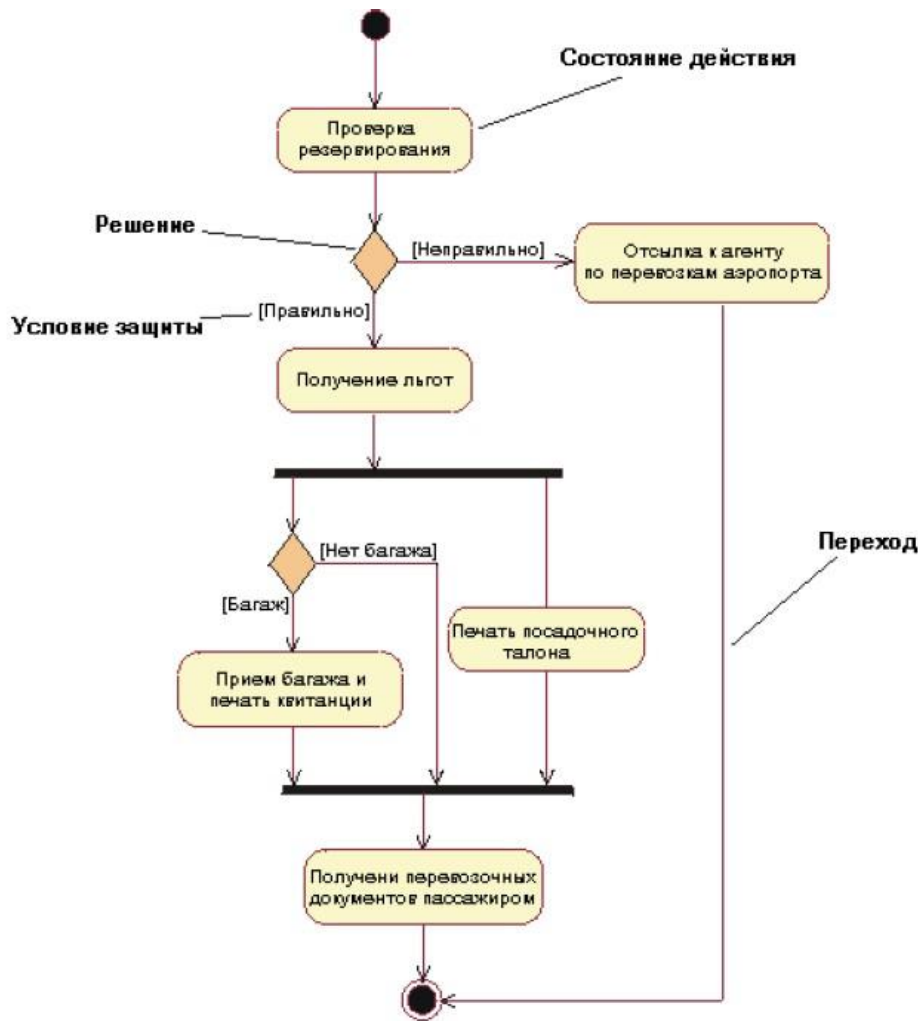 Состояние действия
Проверка
резервирования
Решение
[Неправильно]
Отсылка к агенту
по перевозкам аэропорта
[Правильно]
Условие защиты
Получение льгот
[Нет багажа]
Переход
[Багаж]
Печать посадочного
талона
Прием багажа и
печать квитанции
Получени перевозочных
документов пассажиром